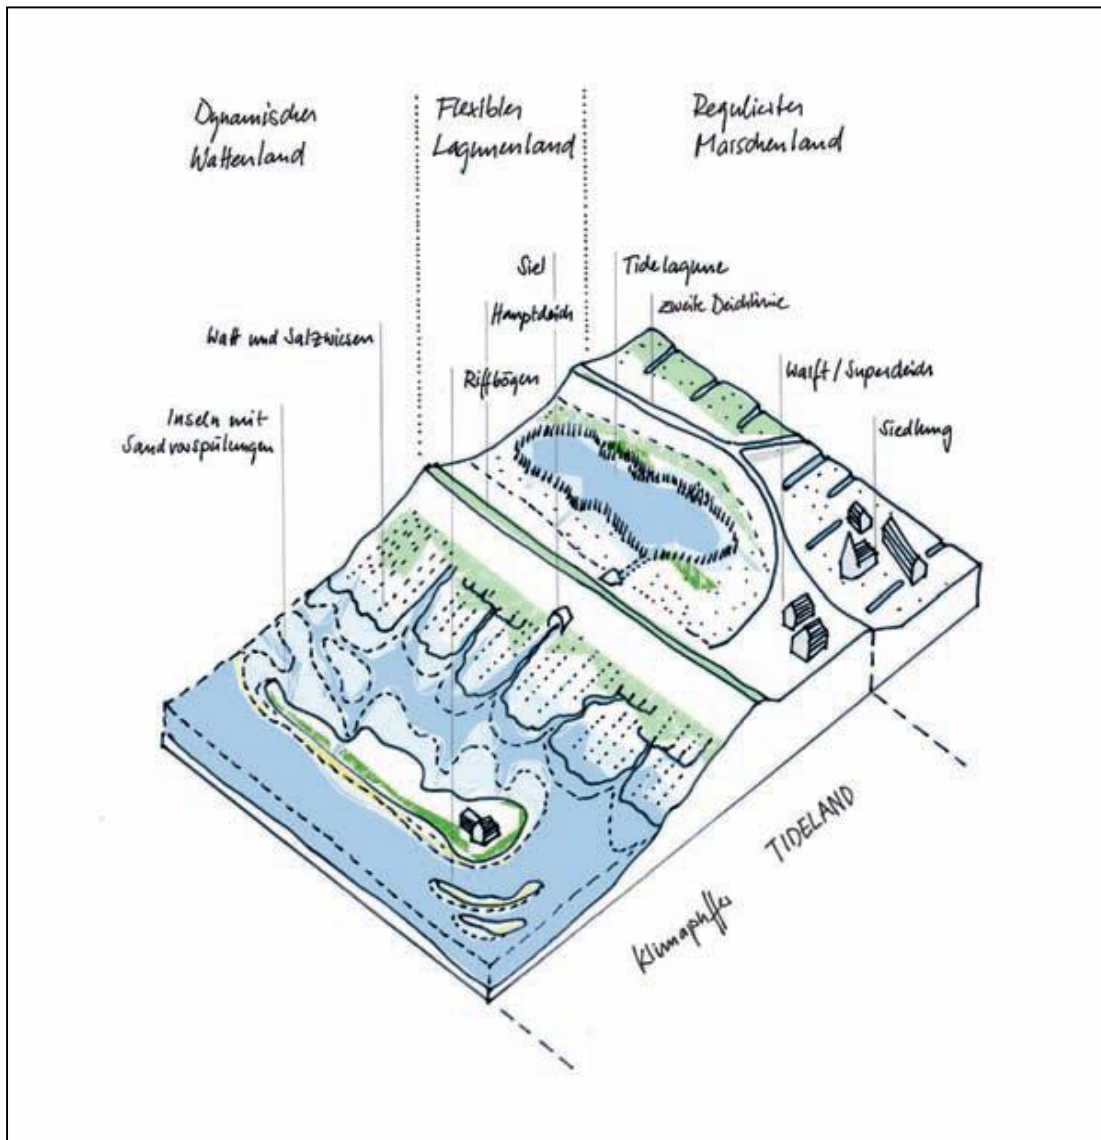 Dynamisches
Wattenland
Flexibles
Lagunenland
Reguliertes
Marschenland
Siel
Tidelagune
Hauptdeich
zweite Deichlinie
Watt und Salzwiesen
Riffbögen
Warft / Superdeich
Inseln mit
Sandvorspülungen
Siedlung
TIDELAND
Klimapuffer